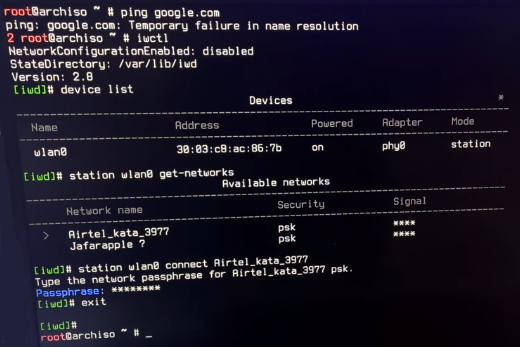 root@archiso ~ # ping google.com
ping: google.com: Temporary failure in name resolution
2 root@archiso ~ # iwctl
NetworkConfigurationEnabled: disabled
StateDirectory: /var/lib/iwd
Version: 2.8
[iwd]# device list
Devices *
Name Address Powered Adapter Mode
wlan0 30:03:c8:ac:86:7b on phy0 station
[iwd]# station wlan0 get-networks
Available networks
Network name Security Signal
> Airtel_kata_3977 psk ****
Jafarapple ? psk ****
[iwd]# station wlan0 connect Airtel_kata_3977
Type the network passphrase for Airtel_kata_3977 psk.
Passphrase: ********
[iwd]# exit
[iwd]#
root@archiso ~ # _